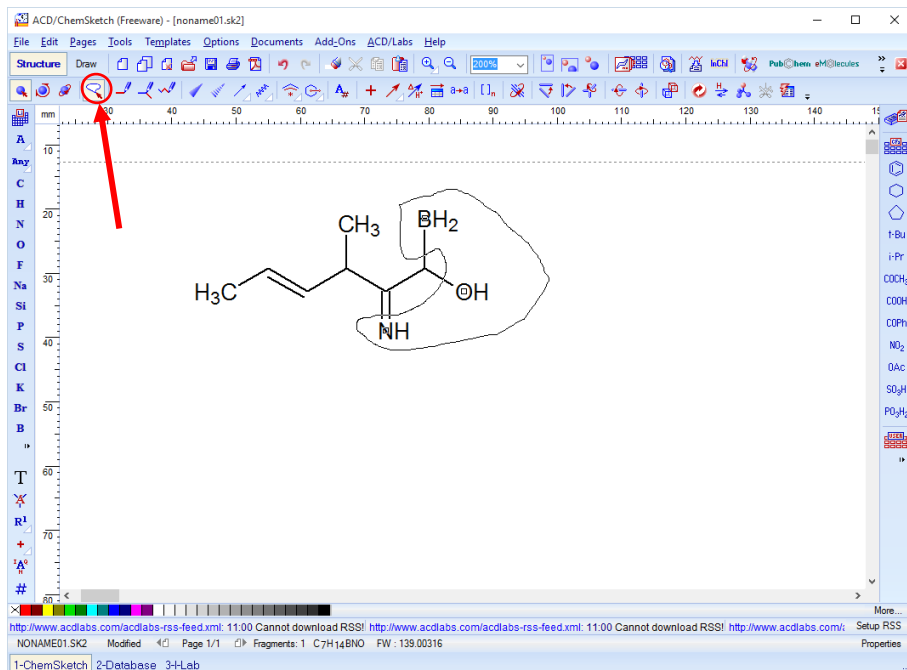 ACD/ChemSketch (Freeware) - [noname01.sk2]
File Edit Pages Tools Templates Options Documents Add-Ons ACD/Labs Help
Structure Draw 200% InChI PubChem eMolecules
mm 30 40 50 60 70 80 90 100 110 120 130 140 15
A
Any
C
H
N
O
F
Na
Si
P
S
Cl
K
Br
B
T
R1
#
10
20
30
40
50
60
70
80
CH3 BH2
H3C OH
NH
t-Bu
i-Pr
COCH3
COOH
COPh
NO2
OAc
SO3H
PO3H2
More...
http://www.acdlabs.com/acdlabs-rss-feed.xml: 11:00 Cannot download RSS! http://www.acdlabs.com/acdlabs-rss-feed.xml: 11:00 Cannot download RSS! http://www.acdlabs.com/a Setup RSS
NONAME01.SK2 Modified Page 1/1 Fragments: 1 C7H14BNO FW : 139.00316 Properties
1-ChemSketch 2-Database 3-I-Lab